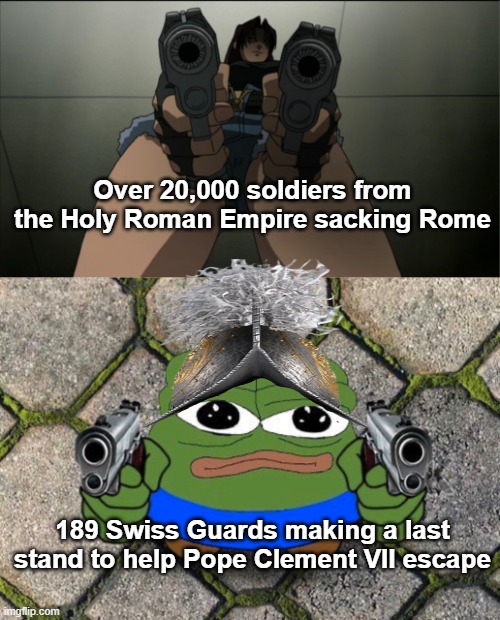 Over 20,000 soldiers from
the Holy Roman Empire sacking Rome
189 Swiss Guards making a last
stand to help Pope Clement VII escape
imgflip.com